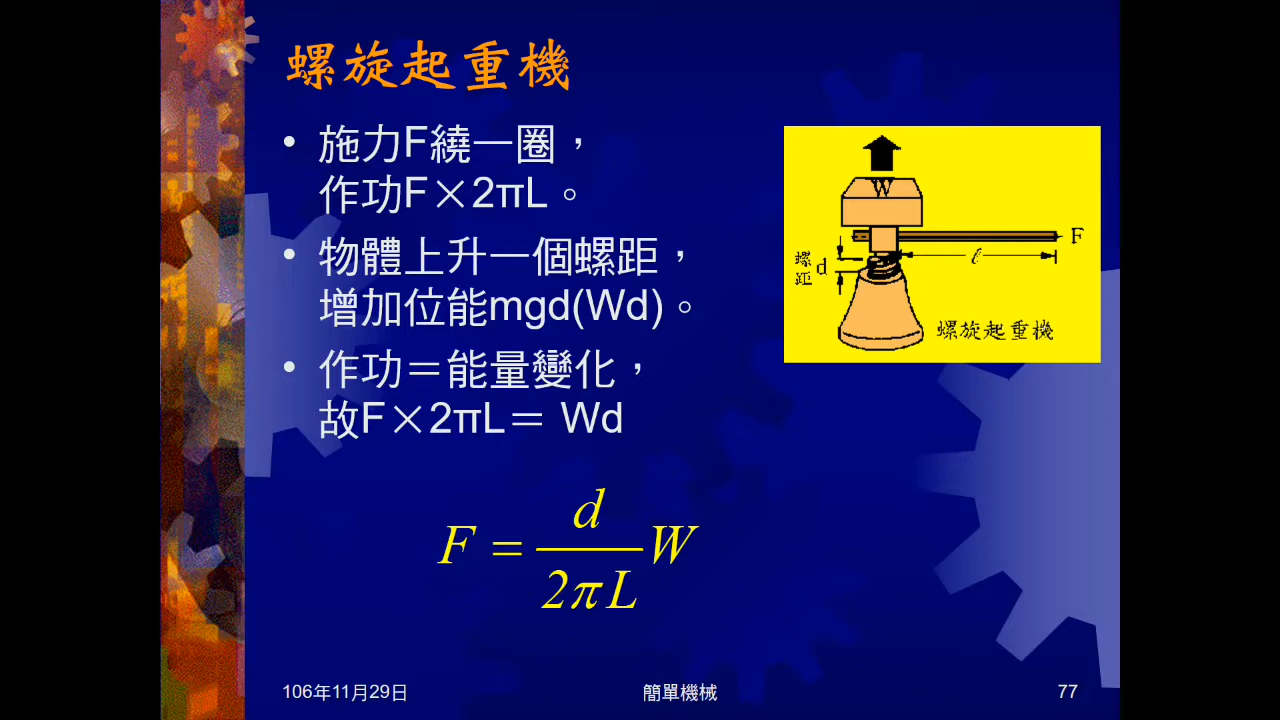 螺旋起重機
• 施力F繞一圈，
作功F×2πL。
• 物體上升一個螺距，
增加位能mgd(Wd)。
• 作功＝能量變化，
故F×2πL＝ Wd
F = d/2πL W
W
F
螺距 d
ℓ
螺旋起重機
106年11月29日
簡單機械
77